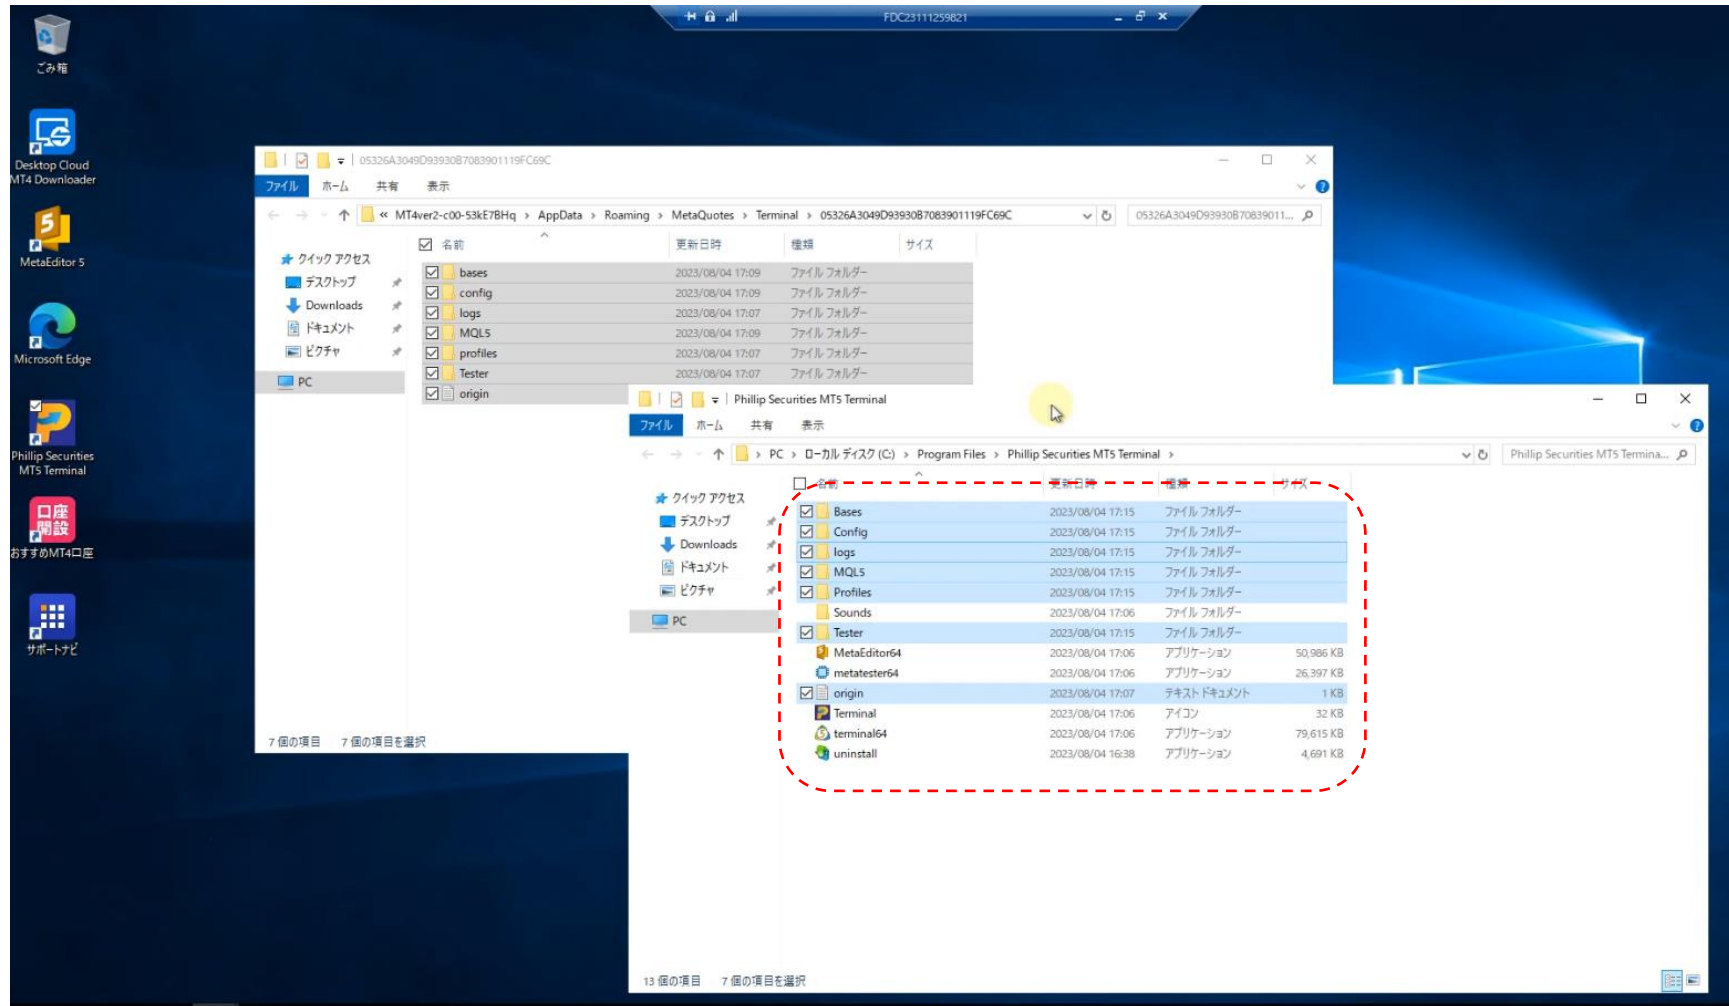 FDC23111259821
ごみ箱
Desktop Cloud
MT4 Downloader
MetaEditor 5
Microsoft Edge
Phillip Securities
MT5 Terminal
口座
開設
おすすめMT4口座
サポートナビ
05326A3049D93930B7083901119FC69C
ファイル ホーム 共有 表示
« MT4ver2-c00-53kE7BHq › AppData › Roaming › MetaQuotes › Terminal › 05326A3049D93930B7083901119FC69C
05326A3049D93930B70839011...
クイック アクセス
デスクトップ
Downloads
ドキュメント
ピクチャ
PC
名前 更新日時 種類 サイズ
bases 2023/08/04 17:09 ファイル フォルダー
config 2023/08/04 17:09 ファイル フォルダー
logs 2023/08/04 17:07 ファイル フォルダー
MQL5 2023/08/04 17:09 ファイル フォルダー
profiles 2023/08/04 17:07 ファイル フォルダー
Tester 2023/08/04 17:07 ファイル フォルダー
origin
7 個の項目 7 個の項目を選択
Phillip Securities MT5 Terminal
ファイル ホーム 共有 表示
› PC › ローカル ディスク (C:) › Program Files › Phillip Securities MT5 Terminal ›
Phillip Securities MT5 Termina...
クイック アクセス
デスクトップ
Downloads
ドキュメント
ピクチャ
PC
名前 更新日時 種類 サイズ
Bases 2023/08/04 17:15 ファイル フォルダー
Config 2023/08/04 17:15 ファイル フォルダー
logs 2023/08/04 17:15 ファイル フォルダー
MQL5 2023/08/04 17:15 ファイル フォルダー
Profiles 2023/08/04 17:15 ファイル フォルダー
Sounds 2023/08/04 17:06 ファイル フォルダー
Tester 2023/08/04 17:15 ファイル フォルダー
MetaEditor64 2023/08/04 17:06 アプリケーション 50,986 KB
metatester64 2023/08/04 17:06 アプリケーション 26,397 KB
origin 2023/08/04 17:07 テキスト ドキュメント 1 KB
Terminal 2023/08/04 17:06 アイコン 32 KB
terminal64 2023/08/04 17:06 アプリケーション 79,615 KB
uninstall 2023/08/04 16:38 アプリケーション 4,691 KB
13 個の項目 7 個の項目を選択